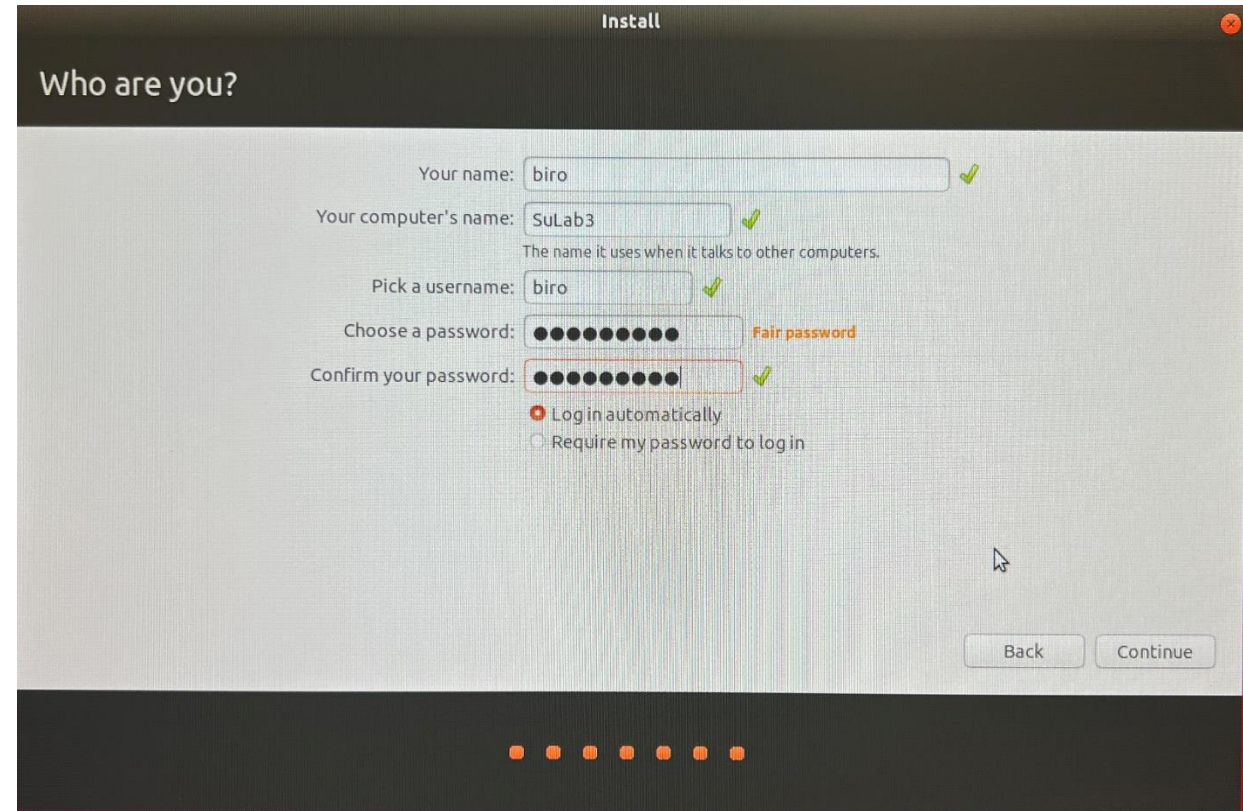 Install
Who are you?
Your name: biro
Your computer's name: SuLab3
The name it uses when it talks to other computers.
Pick a username: biro
Choose a password: ●●●●●●●●● Fair password
Confirm your password: ●●●●●●●●●
Log in automatically
Require my password to log in
Back Continue